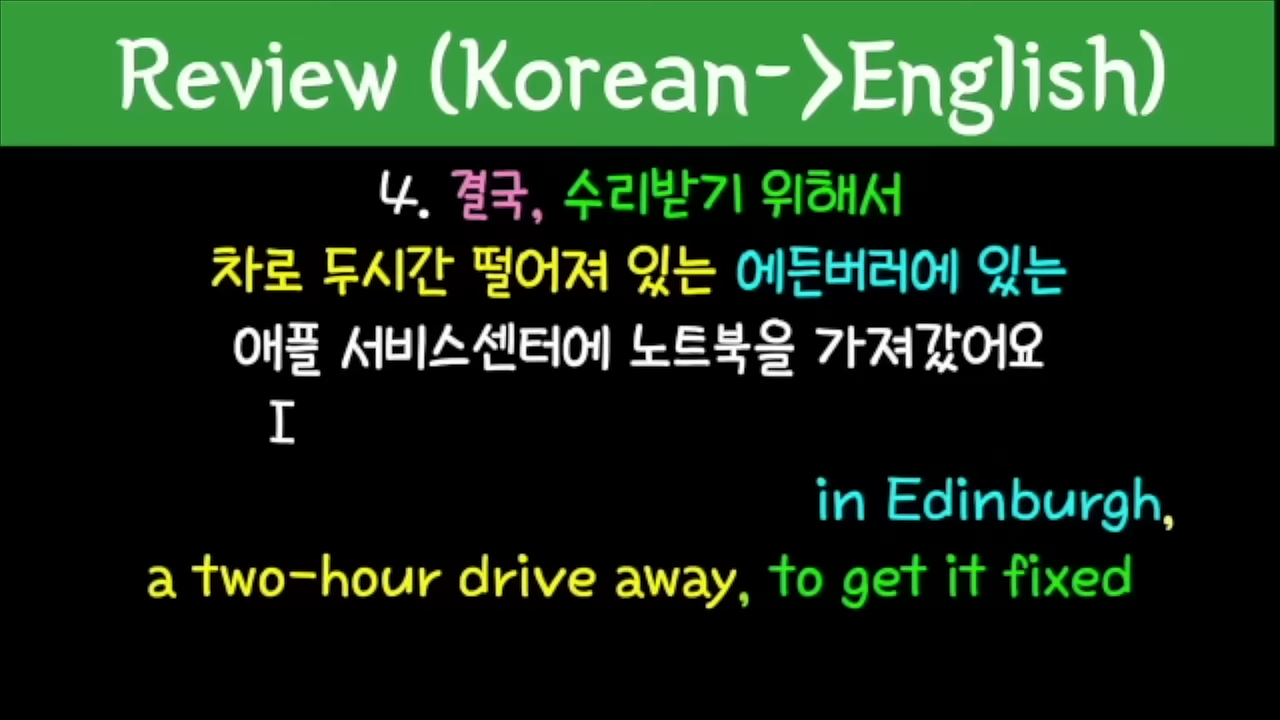 Review (Korean->English)
4. 결국, 수리받기 위해서
차로 두시간 떨어져 있는 에든버러에 있는
애플 서비스센터에 노트북을 가져갔어요
I
in Edinburgh,
a two-hour drive away, to get it fixed